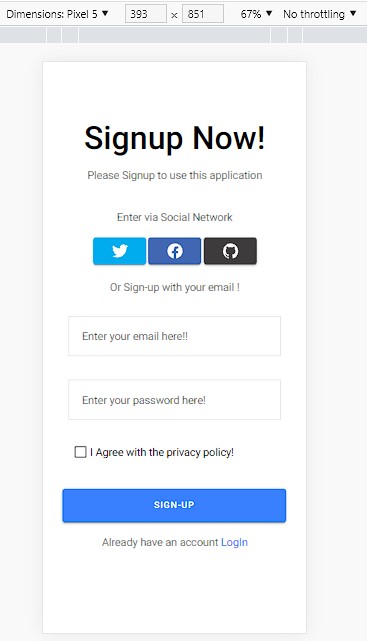 Dimensions: Pixel 5 ▼ 393 × 851 67% ▼ No throttling ▼
Signup Now!
Please Signup to use this application
Enter via Social Network
Or Sign-up with your email !
Enter your email here!!
Enter your password here!
I Agree with the privacy policy!
SIGN-UP
Already have an account LogIn